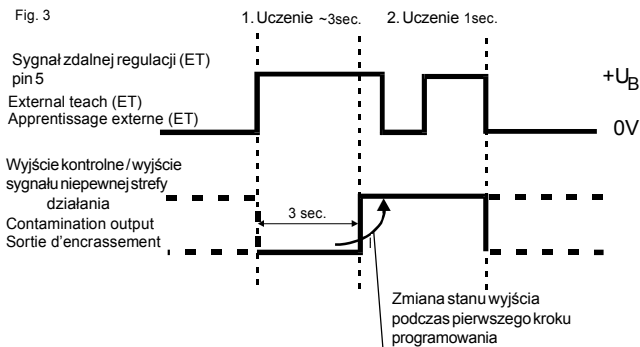 Fig. 3
1. Uczenie ~3sec.
2. Uczenie 1sec.
Sygnał zdalnej regulacji (ET)
pin 5
External teach (ET)
Apprentissage externe (ET)
+UB
0V
Wyjście kontrolne / wyjście
sygnału niepewnej strefy
działania
Contamination output
Sortie d'encrassement
3 sec.
Zmiana stanu wyjścia
podczas pierwszego kroku
programowania